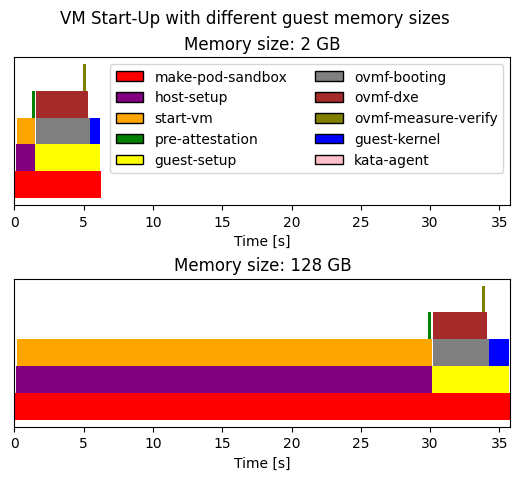 VM Start-Up with different guest memory sizes
Memory size: 2 GB
make-pod-sandbox
host-setup
start-vm
pre-attestation
guest-setup
ovmf-booting
ovmf-dxe
ovmf-measure-verify
guest-kernel
kata-agent
0 5 10 15 20 25 30 35
Time [s]
Memory size: 128 GB
0 5 10 15 20 25 30 35
Time [s]